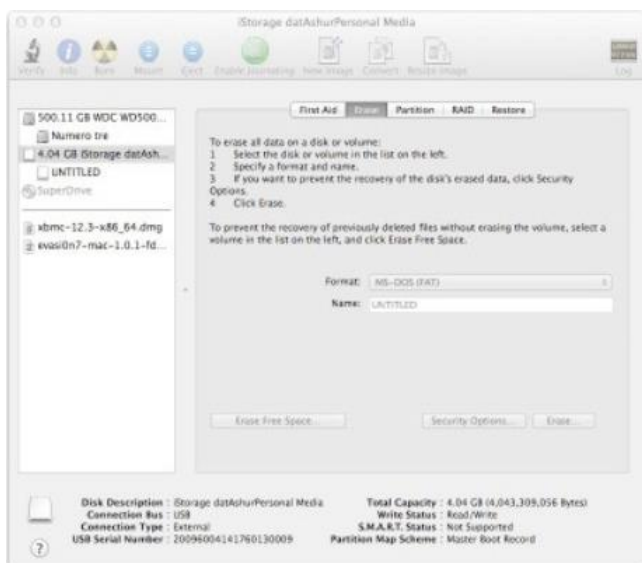 iStorage datAshurPersonal Media
Verify Info Burn Mount Eject Enable Journaling New Image Convert Resize Image Log
500.11 GB WDC WD500...
Numero tre
4.04 GB iStorage datAsh...
UNTITLED
SuperDrive
xbmc-12.3-x86_64.dmg
evasi0n7-mac-1.0.1-fd...
First Aid Erase Partition RAID Restore
To erase all data on a disk or volume:
1 Select the disk or volume in the list on the left.
2 Specify a format and name.
3 If you want to prevent the recovery of the disk's erased data, click Security
Options.
4 Click Erase.
To prevent the recovery of previously deleted files without erasing the volume, select a
volume in the list on the left, and click Erase Free Space.
Format: MS-DOS (FAT)
Name: UNTITLED
Erase Free Space... Security Options... Erase...
Disk Description : iStorage datAshurPersonal Media Total Capacity : 4.04 GB (4,043,309,056 Bytes)
Connection Bus : USB Write Status : Read/Write
Connection Type : External S.M.A.R.T. Status : Not Supported
USB Serial Number : 20096004141760130009 Partition Map Scheme : Master Boot Record
?